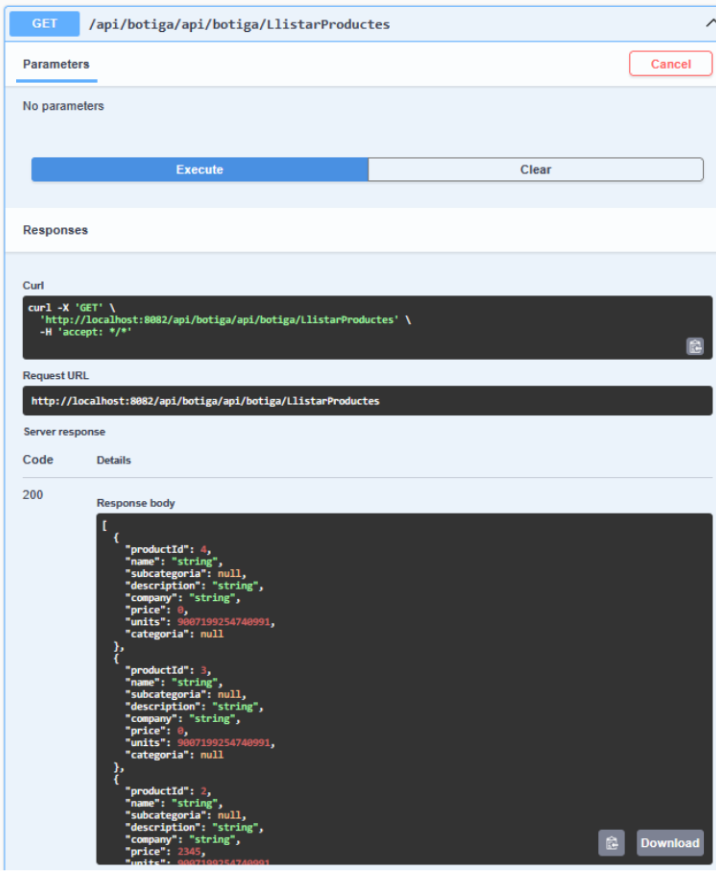 GET /api/botiga/api/botiga/LlistarProductes
Parameters
Cancel
No parameters
Execute
Clear
Responses
Curl
curl -X 'GET' \
'http://localhost:8082/api/botiga/api/botiga/LlistarProductes' \
-H 'accept: */*'
Request URL
http://localhost:8082/api/botiga/api/botiga/LlistarProductes
Server response
Code Details
200
Response body
[
{
"productId": 4,
"name": "string",
"subcategoria": null,
"description": "string",
"company": "string",
"price": 0,
"units": 9007199254740991,
"categoria": null
},
{
"productId": 3,
"name": "string",
"subcategoria": null,
"description": "string",
"company": "string",
"price": 0,
"units": 9007199254740991,
"categoria": null
},
{
"productId": 2,
"name": "string",
"subcategoria": null,
"description": "string",
"company": "string",
"price": 2345,
"units": 9007199254740991
Download